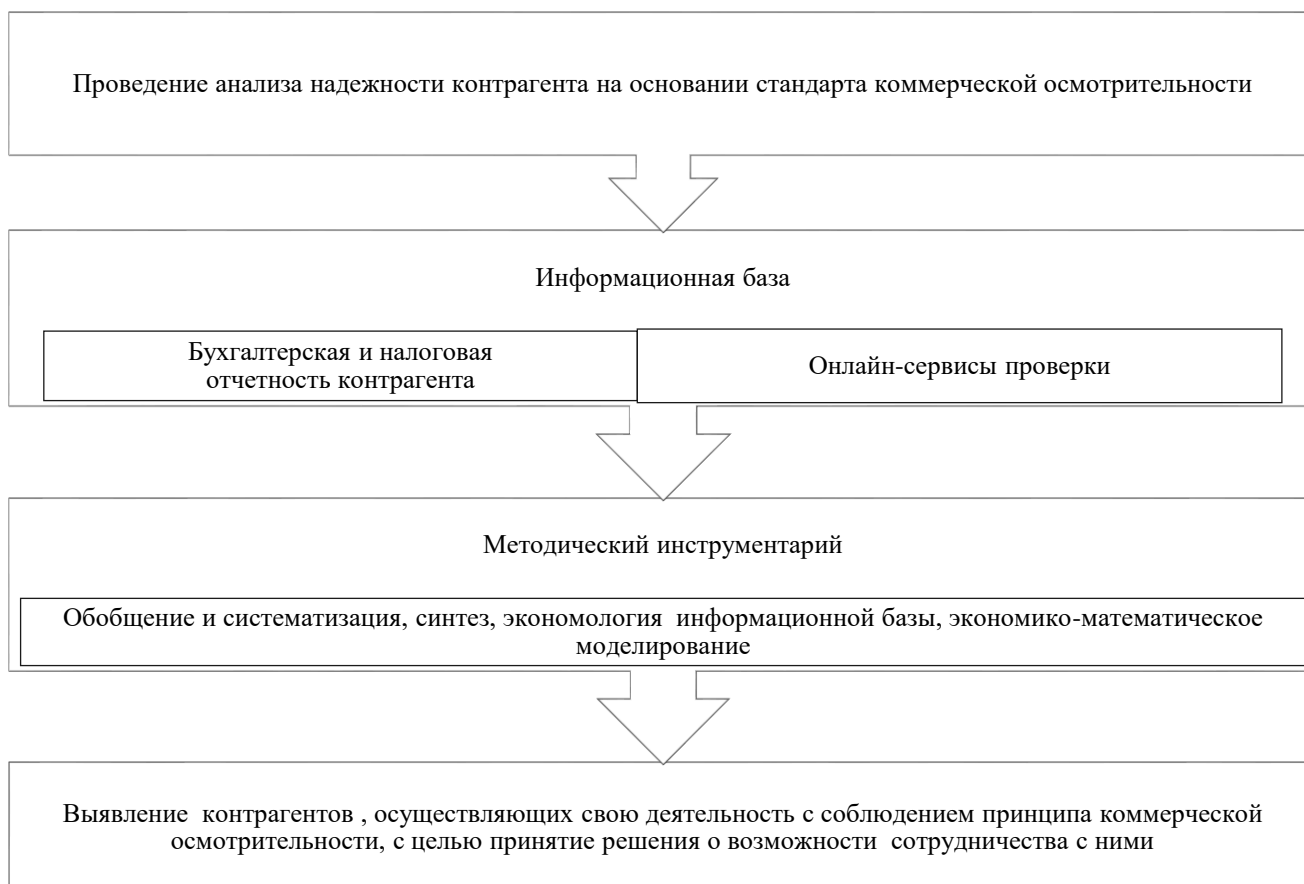 Проведение анализа надежности контрагента на основании стандарта коммерческой осмотрительности
Информационная база
Бухгалтерская и налоговая
отчетность контрагента
Онлайн-сервисы проверки
Методический инструментарий
Обобщение и систематизация, синтез, экономология информационной базы, экономико-математическое
моделирование
Выявление контрагентов , осуществляющих свою деятельность с соблюдением принципа коммерческой
осмотрительности, с целью принятие решения о возможности сотрудничества с ними